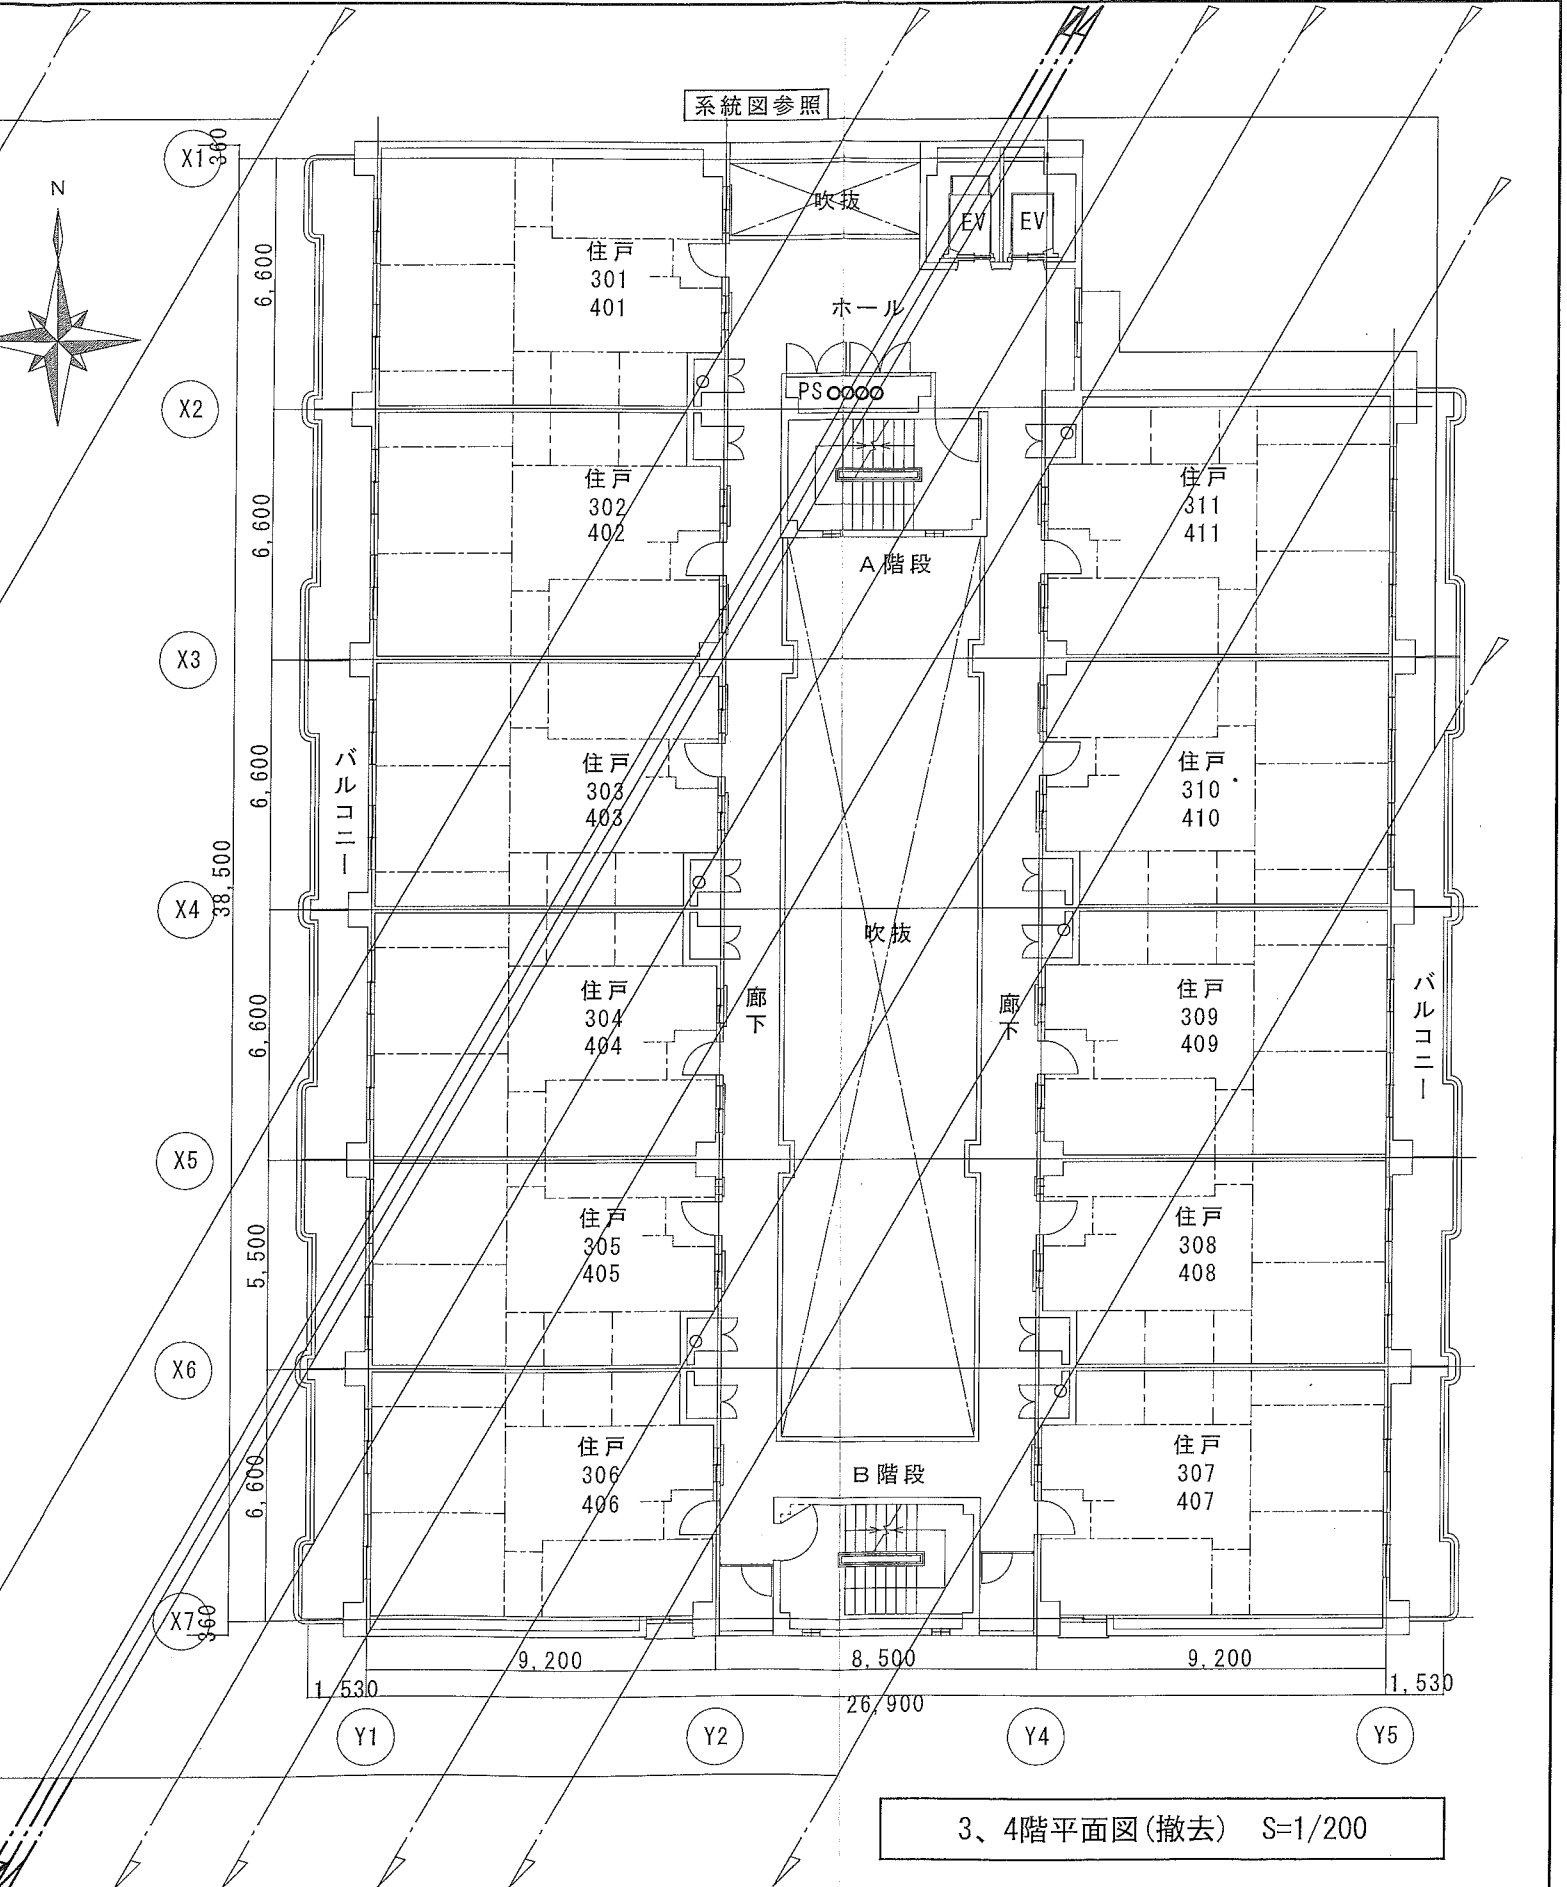 系統図参照
X1
360
N
吹抜
EV
EV
住戸
301
401
6,600
ホール
X2
PS
住戸
302
402
住戸
311
411
6,600
A階段
X3
バルコニー
住戸
303
403
住戸
310
410
6,600
38,500
X4
吹抜
住戸
304
404
廊下
廊下
住戸
309
409
バルコニー
6,600
X5
住戸
305
405
住戸
308
408
5,500
X6
住戸
306
406
B階段
住戸
307
407
6,600
X7
360
9,200
8,500
9,200
1,530
26,900
1,530
Y1
Y2
Y4
Y5
3、4階平面図(撤去) S=1/200